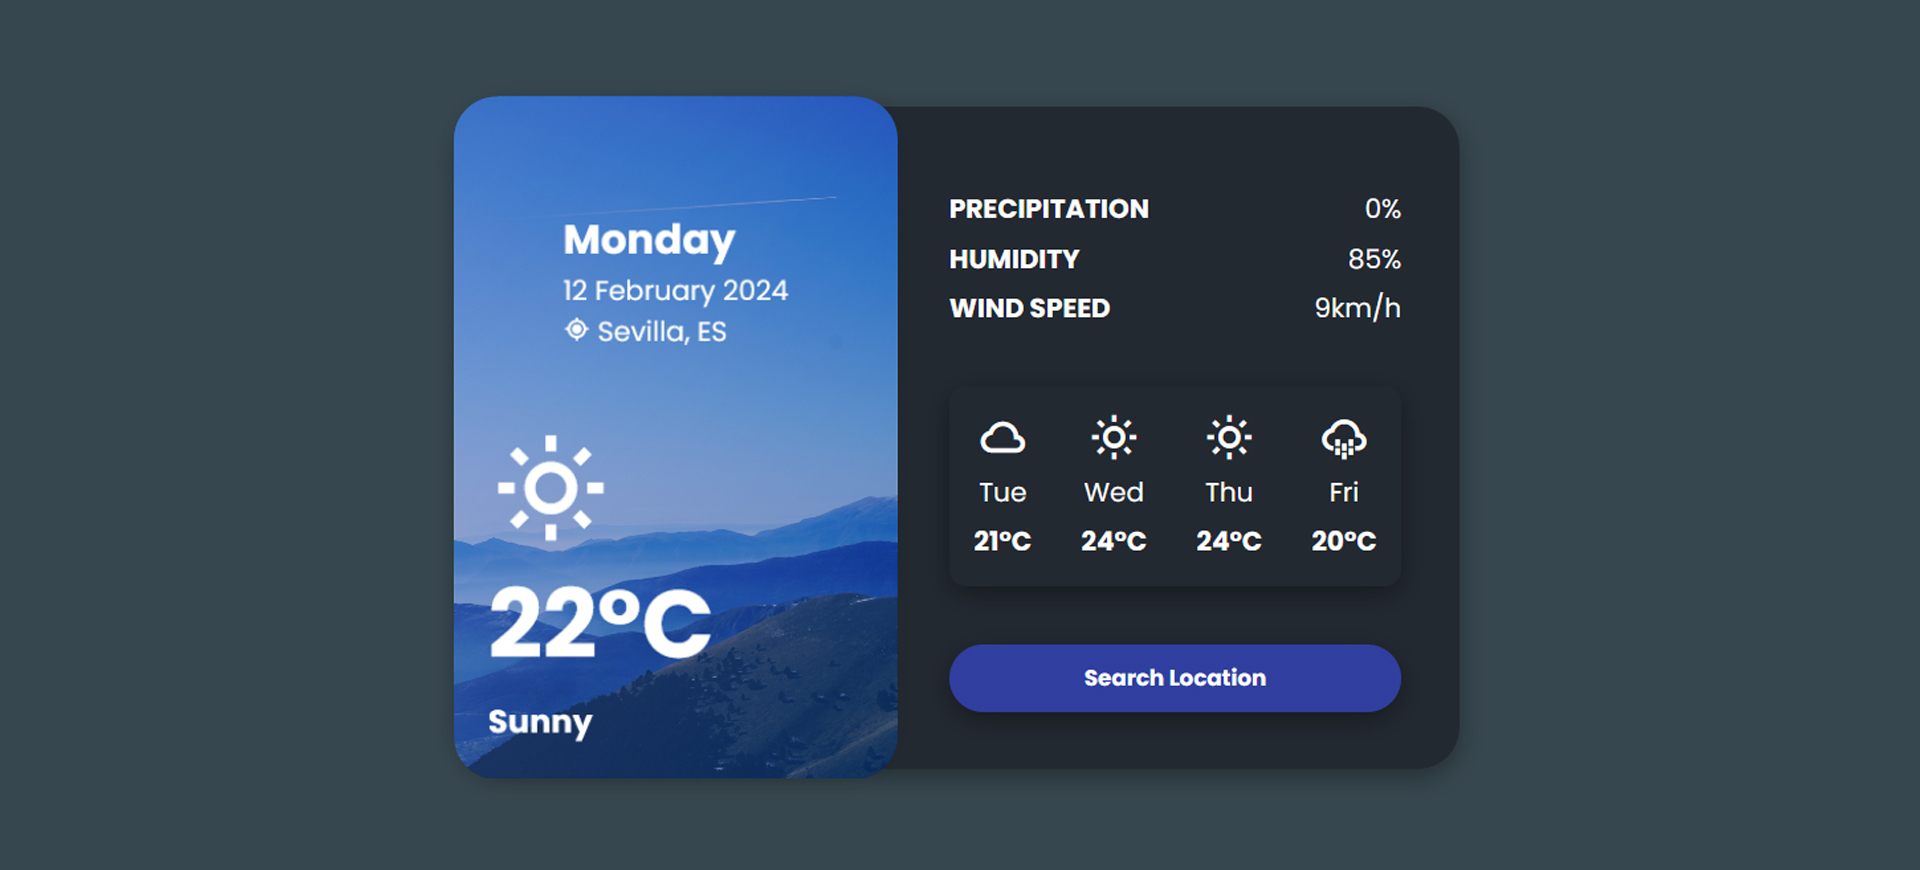 Monday
12 February 2024
Sevilla, ES
22°C
Sunny
PRECIPITATION 0%
HUMIDITY 85%
WIND SPEED 9km/h
Tue Wed Thu Fri
21°C 24°C 24°C 20°C
Search Location